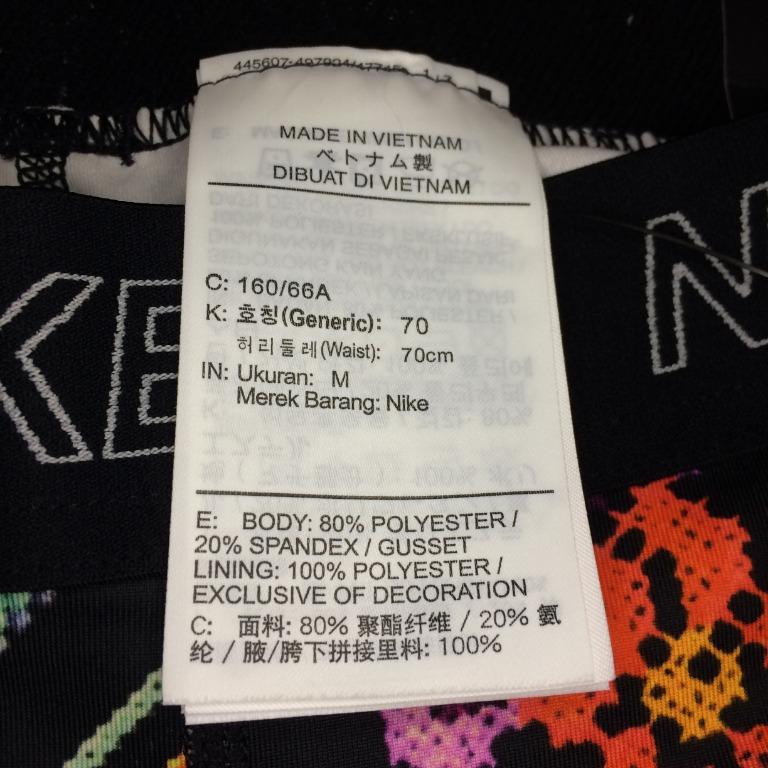 MADE IN VIETNAM
ベトナム製
DIBUAT DI VIETNAM
C: 160/66A
K: 호칭(Generic): 70
허리둘레(Waist): 70cm
IN: Ukuran: M
Merek Barang: Nike
E: BODY: 80% POLYESTER /
20% SPANDEX / GUSSET
LINING: 100% POLYESTER /
EXCLUSIVE OF DECORATION
C: 面料: 80% 聚酯纤维 / 20% 氨
纶 / 腋/胯下拼接里料: 100%
KE
N